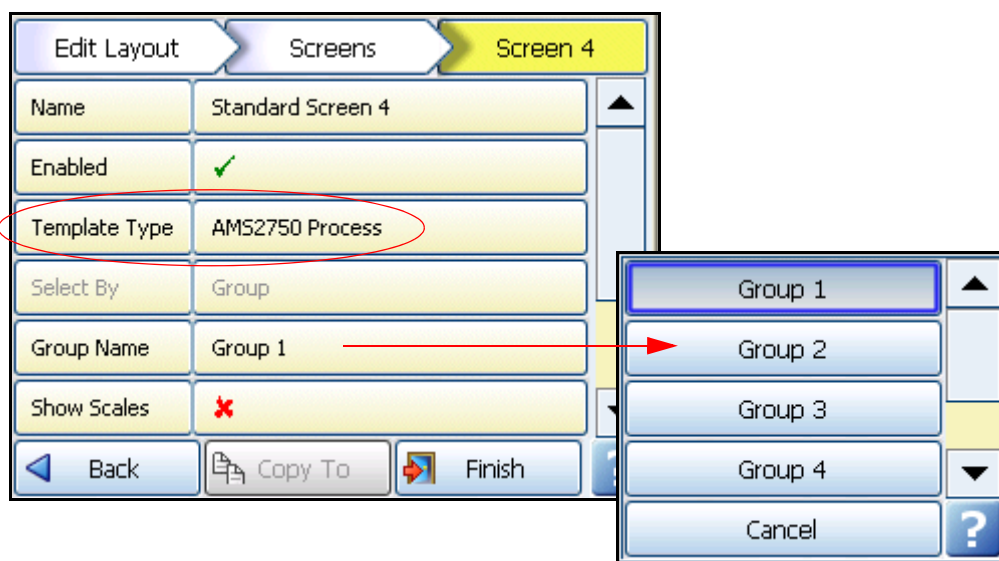 Edit Layout Screens Screen 4
Name Standard Screen 4
Enabled
Template Type AMS2750 Process
Select By Group
Group Name Group 1
Show Scales
Back Copy To Finish
Group 1
Group 2
Group 3
Group 4
Cancel ?